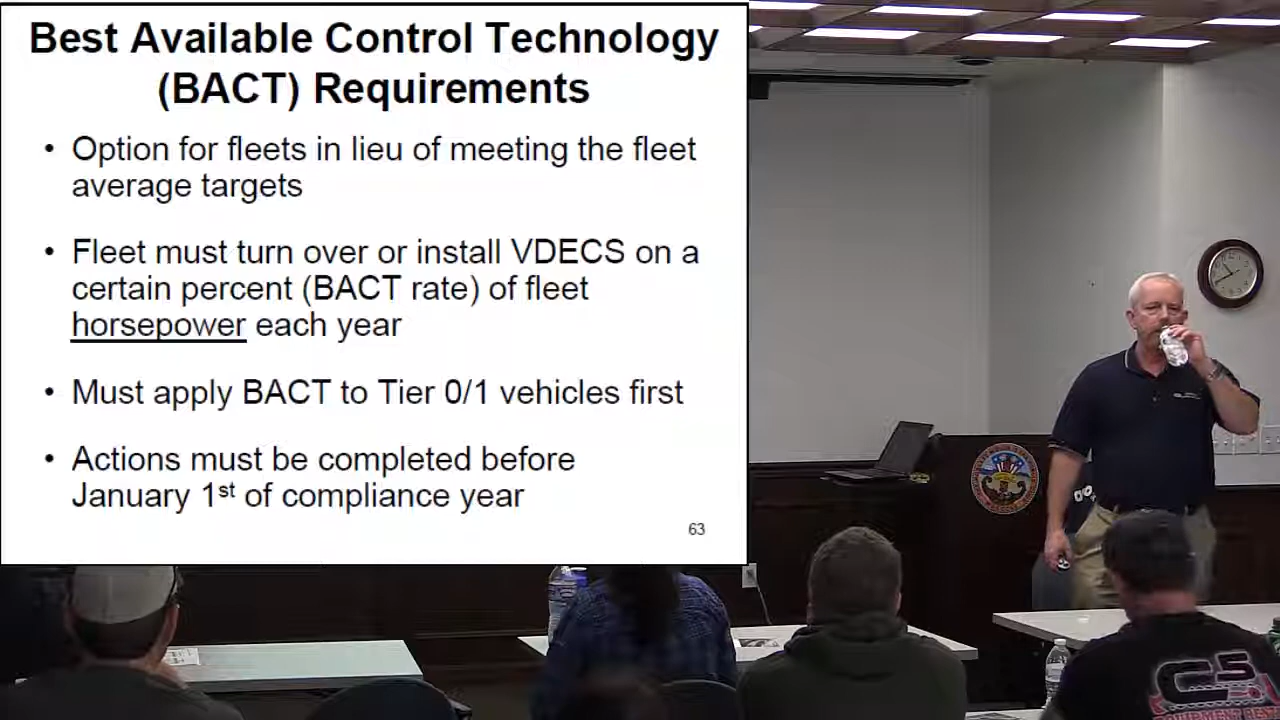 Best Available Control Technology
(BACT) Requirements
• Option for fleets in lieu of meeting the fleet
average targets
• Fleet must turn over or install VDECS on a
certain percent (BACT rate) of fleet
horsepower each year
• Must apply BACT to Tier 0/1 vehicles first
• Actions must be completed before
January 1st of compliance year
63
C5